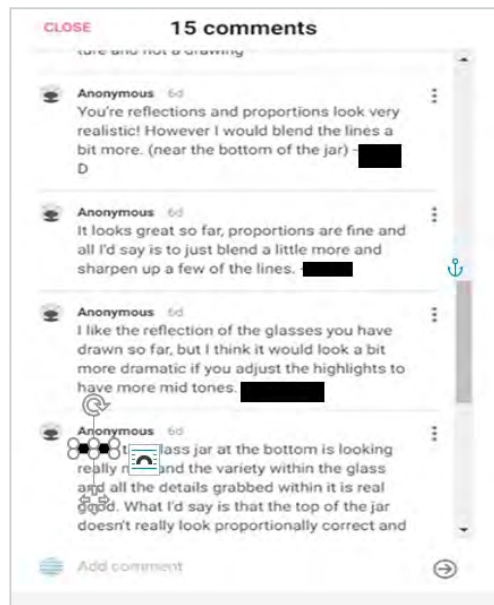 CLOSE 15 comments
ture and not a drawing
Anonymous 6d
You're reflections and proportions look very
realistic! However I would blend the lines a
bit more. (near the bottom of the jar) -
D
Anonymous 6d
It looks great so far, proportions are fine and
all I'd say is to just blend a little more and
sharpen up a few of the lines. -
Anonymous 6d
I like the reflection of the glasses you have
drawn so far, but I think it would look a bit
more dramatic if you adjust the highlights to
have more mid tones.
Anonymous 6d
jar at the bottom is looking
really and the variety within the glass
and all the details grabbed within it is real
good. What I'd say is that the top of the jar
doesn't really look proportionally correct and
Add comment